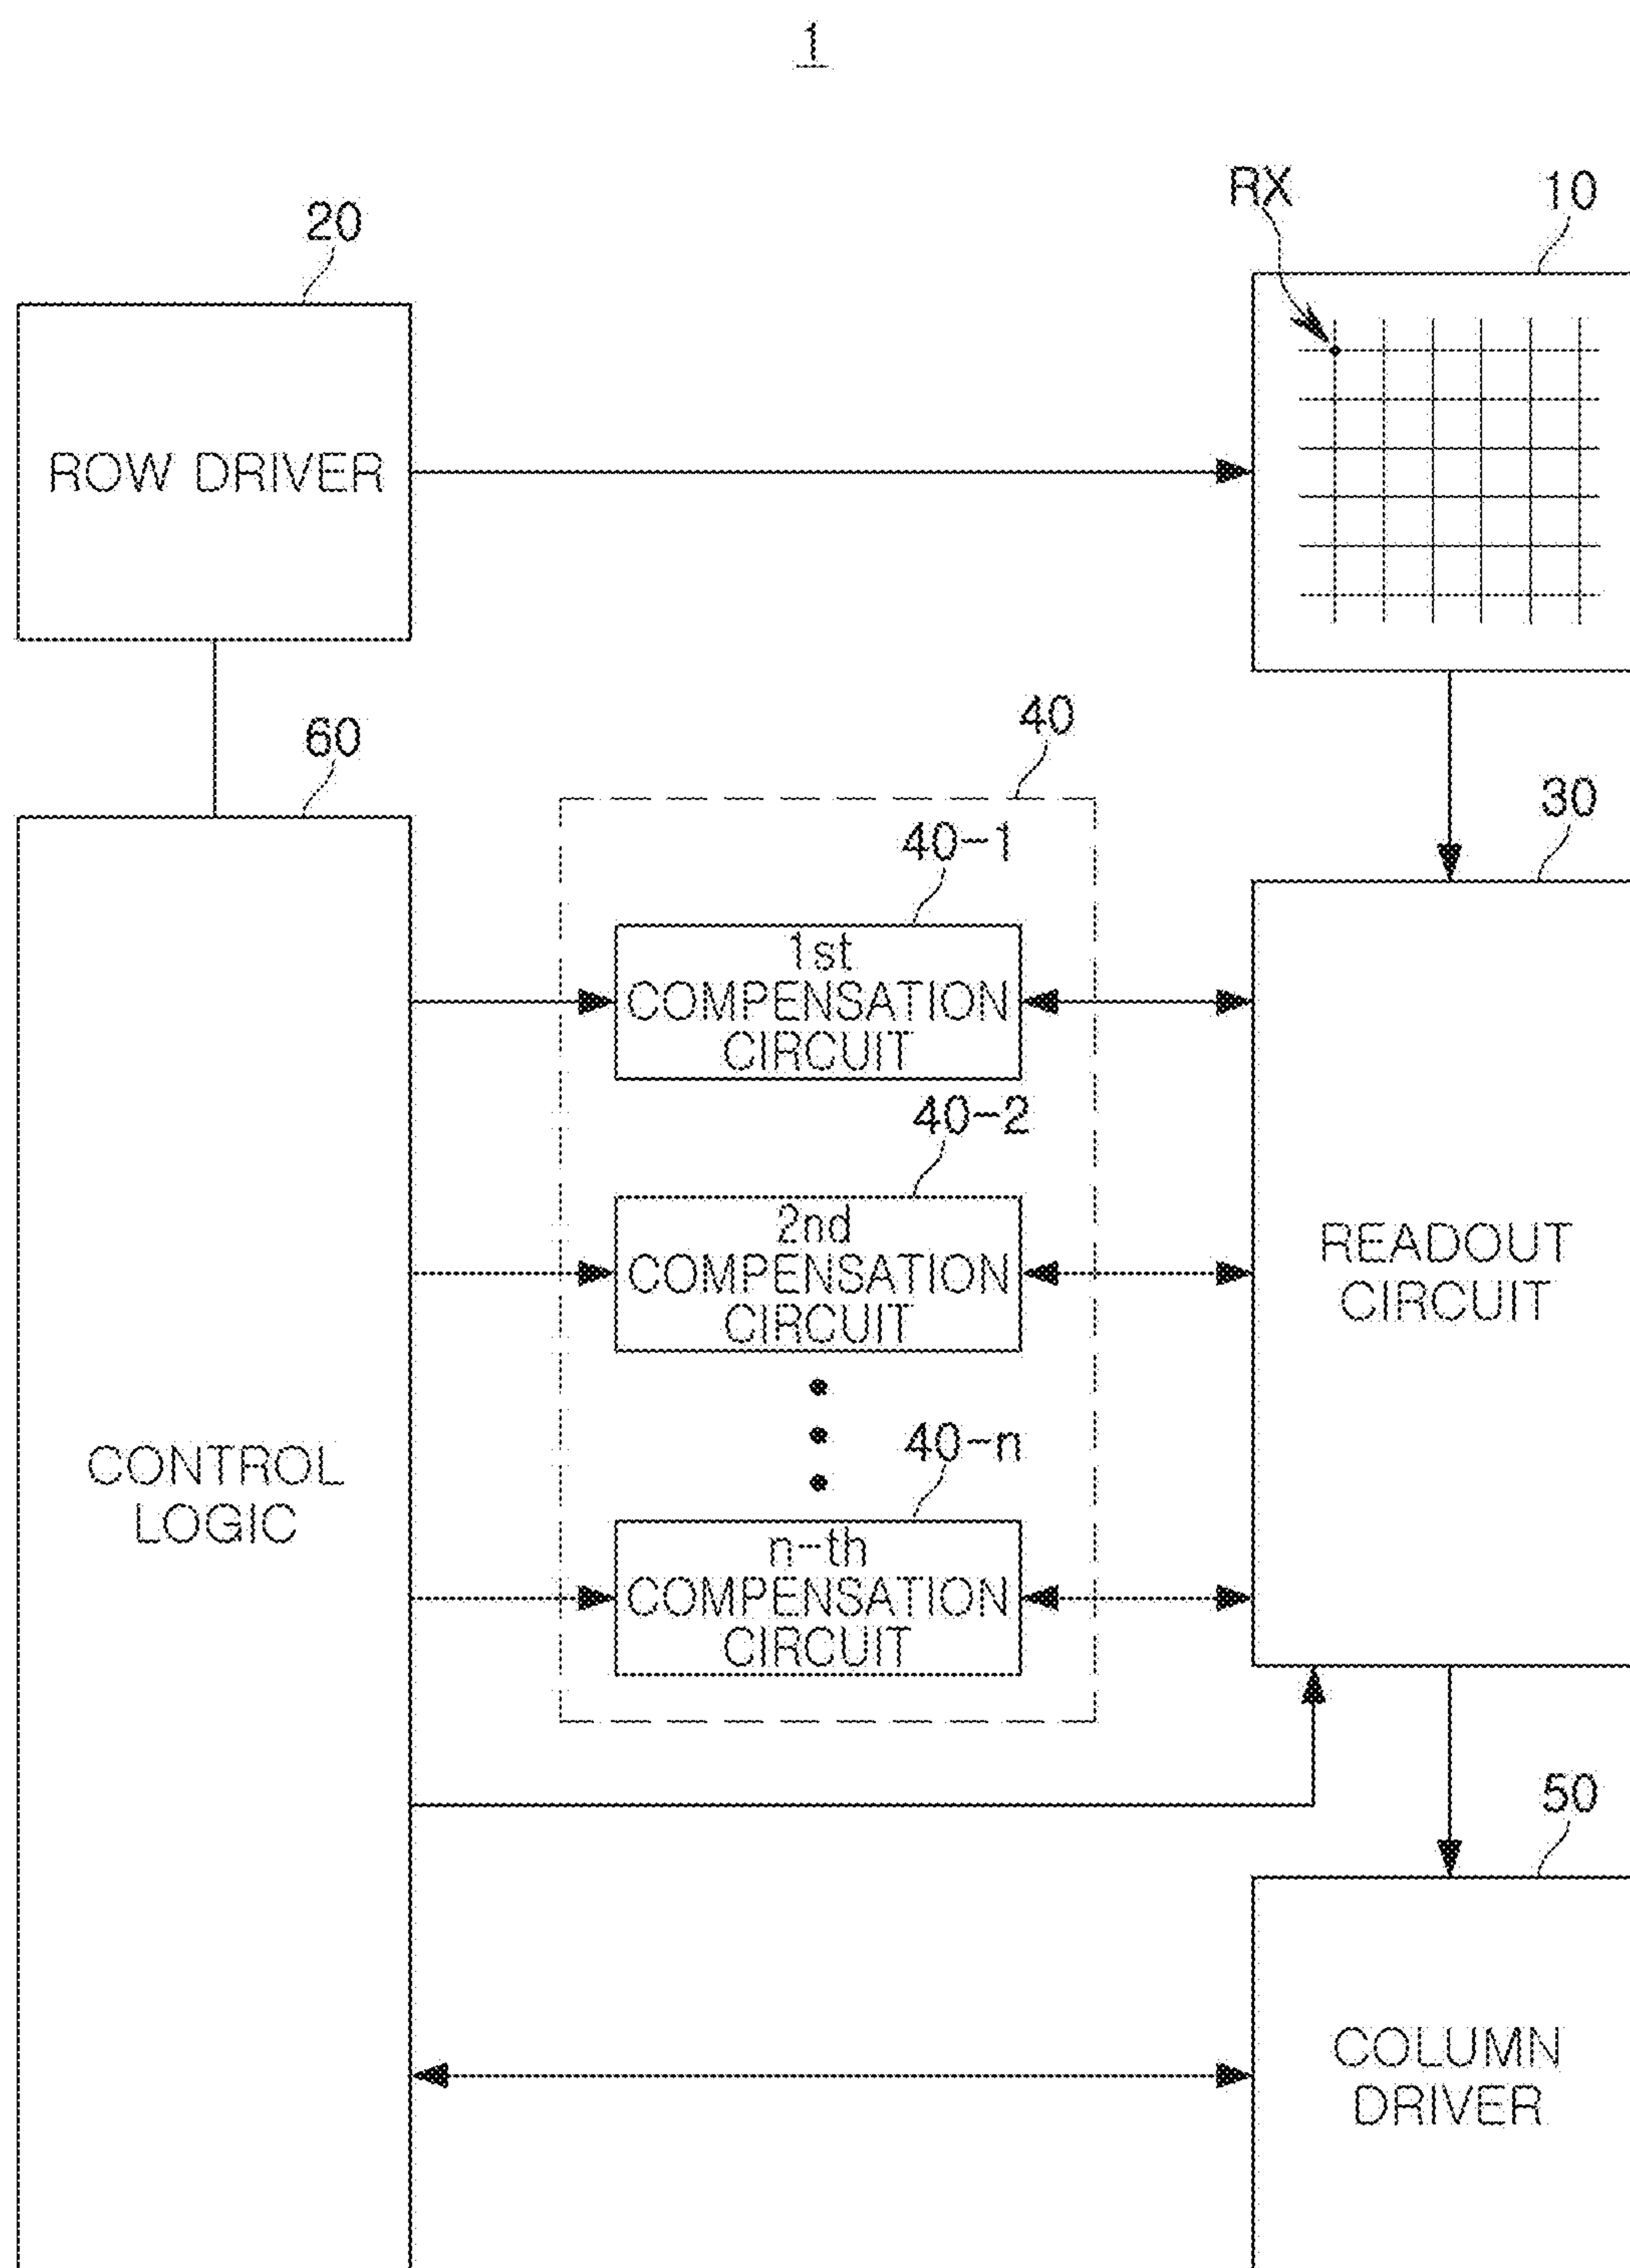 1
RX
10
20
ROW DRIVER
40
60
30
40-1
1st
COMPENSATION
CIRCUIT
40-2
2nd
COMPENSATION
CIRCUIT
READOUT
CIRCUIT
40-n
CONTROL
LOGIC
n-th
COMPENSATION
CIRCUIT
50
COLUMN
DRIVER